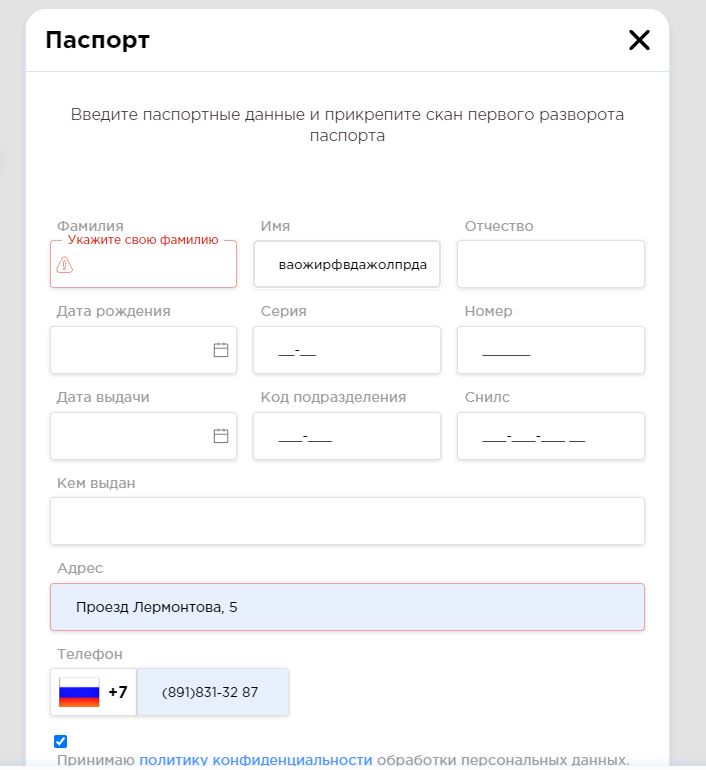 Паспорт
Введите паспортные данные и прикрепите скан первого разворота
паспорта
Фамилия Имя Отчество
Укажите свою фамилию
ваожирфвдажолпрда
Дата рождения Серия Номер
__-__ ______
Дата выдачи Код подразделения Снилс
___-___ ___-___-___ __
Кем выдан
Адрес
Проезд Лермонтова, 5
Телефон
+7 (891)831-32 87
Принимаю политику конфиденциальности обработки персональных данных.